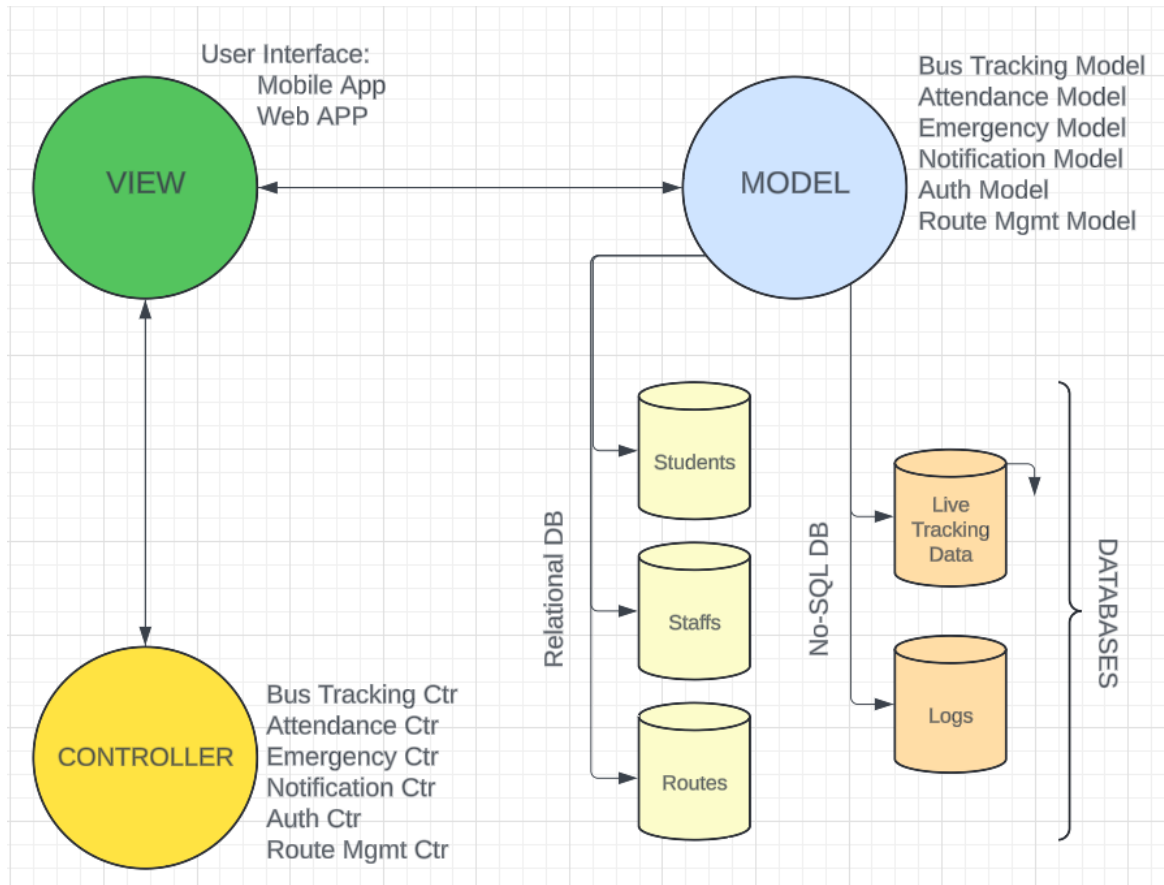 User Interface:
Mobile App
Web APP
VIEW
MODEL
Bus Tracking Model
Attendance Model
Emergency Model
Notification Model
Auth Model
Route Mgmt Model
Relational DB
Students
Staffs
Routes
No-SQL DB
Live
Tracking
Data
Logs
DATABASES
CONTROLLER
Bus Tracking Ctr
Attendance Ctr
Emergency Ctr
Notification Ctr
Auth Ctr
Route Mgmt Ctr